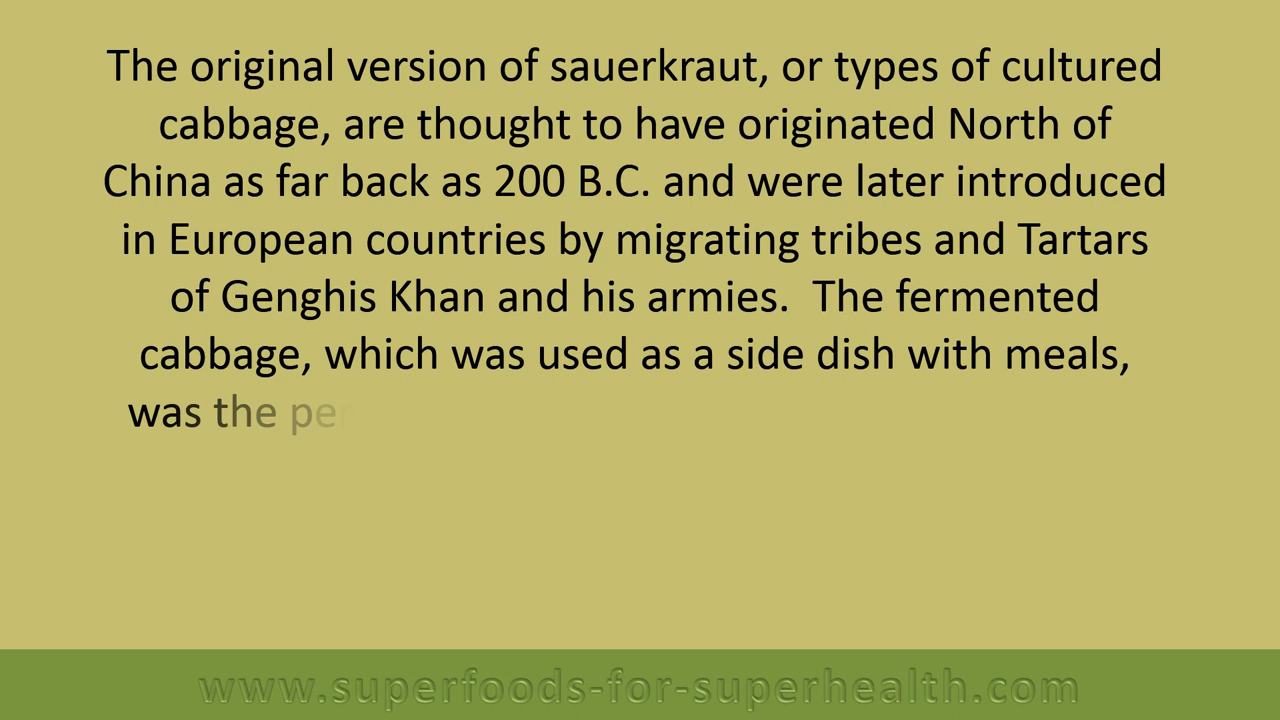 The original version of sauerkraut, or types of cultured
cabbage, are thought to have originated North of
China as far back as 200 B.C. and were later introduced
in European countries by migrating tribes and Tartars
of Genghis Khan and his armies.  The fermented
cabbage, which was used as a side dish with meals,
was the
www.superfoods-for-superhealth.com